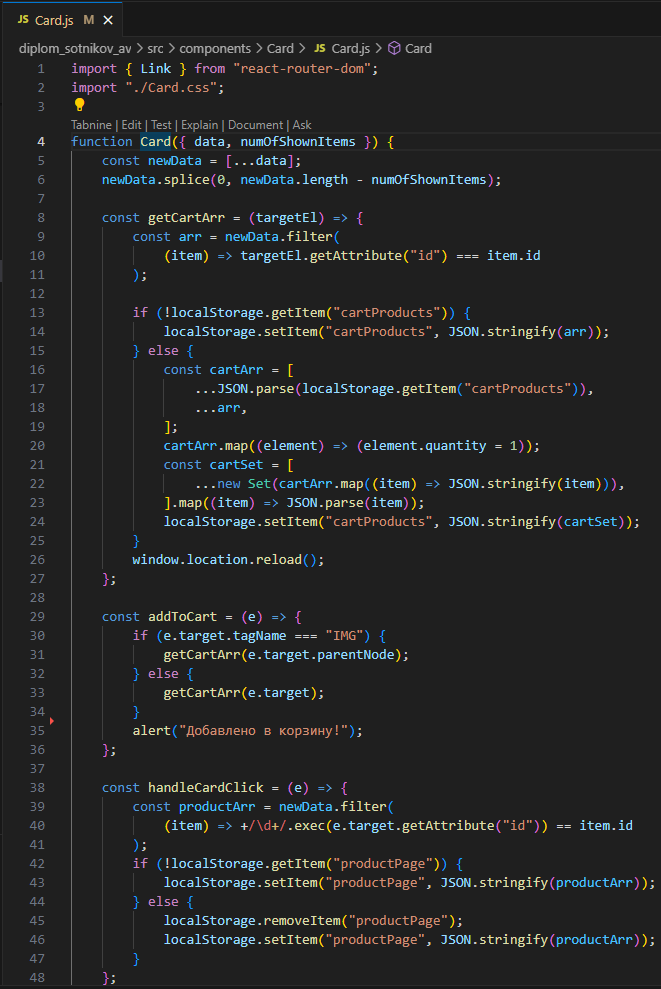 JS Card.js M ×
diplom_sotnikov_av > src > components > Card > JS Card.js > Card
1 import { Link } from "react-router-dom";
2 import "./Card.css";
3
Tabnine | Edit | Test | Explain | Document | Ask
4 function Card({ data, numOfShownItems }) {
5     const newData = [...data];
6     newData.splice(0, newData.length - numOfShownItems);
7
8     const getCartArr = (targetEl) => {
9         const arr = newData.filter(
10             (item) => targetEl.getAttribute("id") === item.id
11         );
12
13         if (!localStorage.getItem("cartProducts")) {
14             localStorage.setItem("cartProducts", JSON.stringify(arr));
15         } else {
16             const cartArr = [
17                 ...JSON.parse(localStorage.getItem("cartProducts")),
18                 ...arr,
19             ];
20             cartArr.map((element) => (element.quantity = 1));
21             const cartSet = [
22                 ...new Set(cartArr.map((item) => JSON.stringify(item))),
23             ].map((item) => JSON.parse(item));
24             localStorage.setItem("cartProducts", JSON.stringify(cartSet));
25         }
26         window.location.reload();
27     };
28
29     const addToCart = (e) => {
30         if (e.target.tagName === "IMG") {
31             getCartArr(e.target.parentNode);
32         } else {
33             getCartArr(e.target);
34         }
35         alert("Добавлено в корзину!");
36     };
37
38     const handleCardClick = (e) => {
39         const productArr = newData.filter(
40             (item) => +/\d+/.exec(e.target.getAttribute("id")) == item.id
41         );
42         if (!localStorage.getItem("productPage")) {
43             localStorage.setItem("productPage", JSON.stringify(productArr));
44         } else {
45             localStorage.removeItem("productPage");
46             localStorage.setItem("productPage", JSON.stringify(productArr));
47         }
48     };